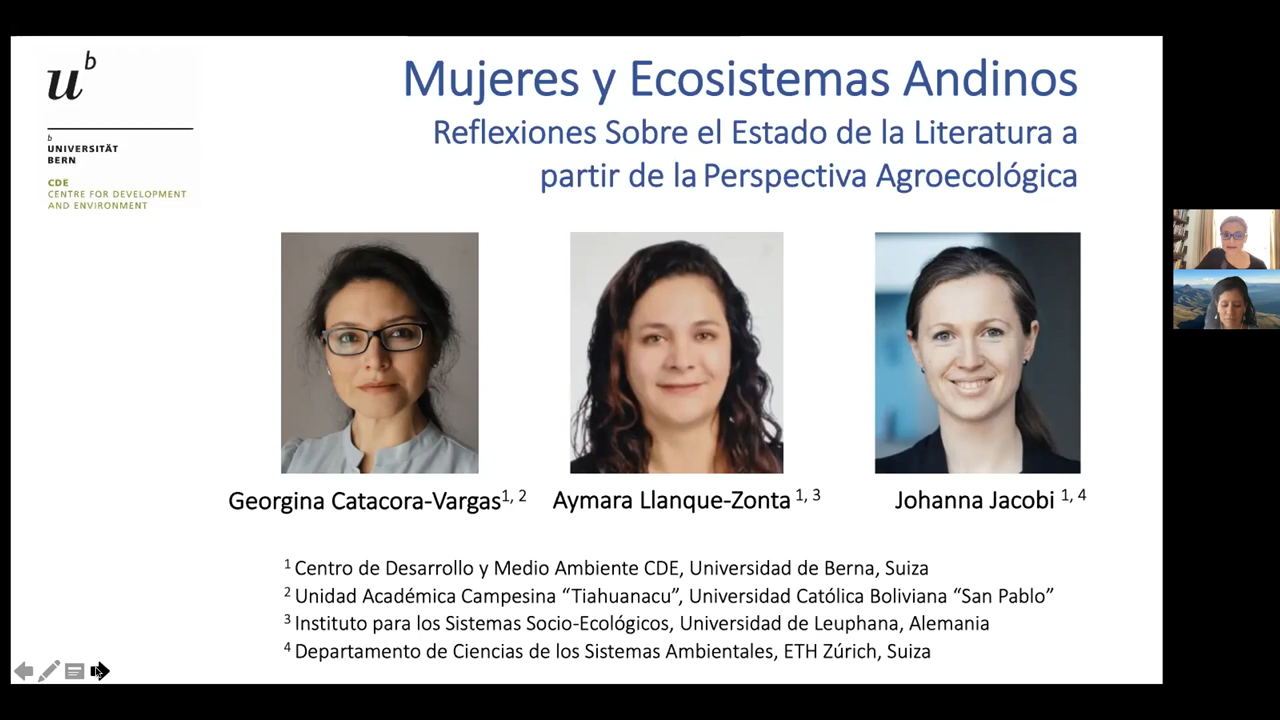 u b
b
UNIVERSITÄT
BERN
CDE
CENTRE FOR DEVELOPMENT
AND ENVIRONMENT
Mujeres y Ecosistemas Andinos
Reflexiones Sobre el Estado de la Literatura a
partir de la Perspectiva Agroecológica
Georgina Catacora-Vargas1, 2
Aymara Llanque-Zonta 1, 3
Johanna Jacobi 1, 4
1 Centro de Desarrollo y Medio Ambiente CDE, Universidad de Berna, Suiza
2 Unidad Académica Campesina “Tiahuanacu”, Universidad Católica Boliviana “San Pablo”
3 Instituto para los Sistemas Socio-Ecológicos, Universidad de Leuphana, Alemania
4 Departamento de Ciencias de los Sistemas Ambientales, ETH Zúrich, Suiza